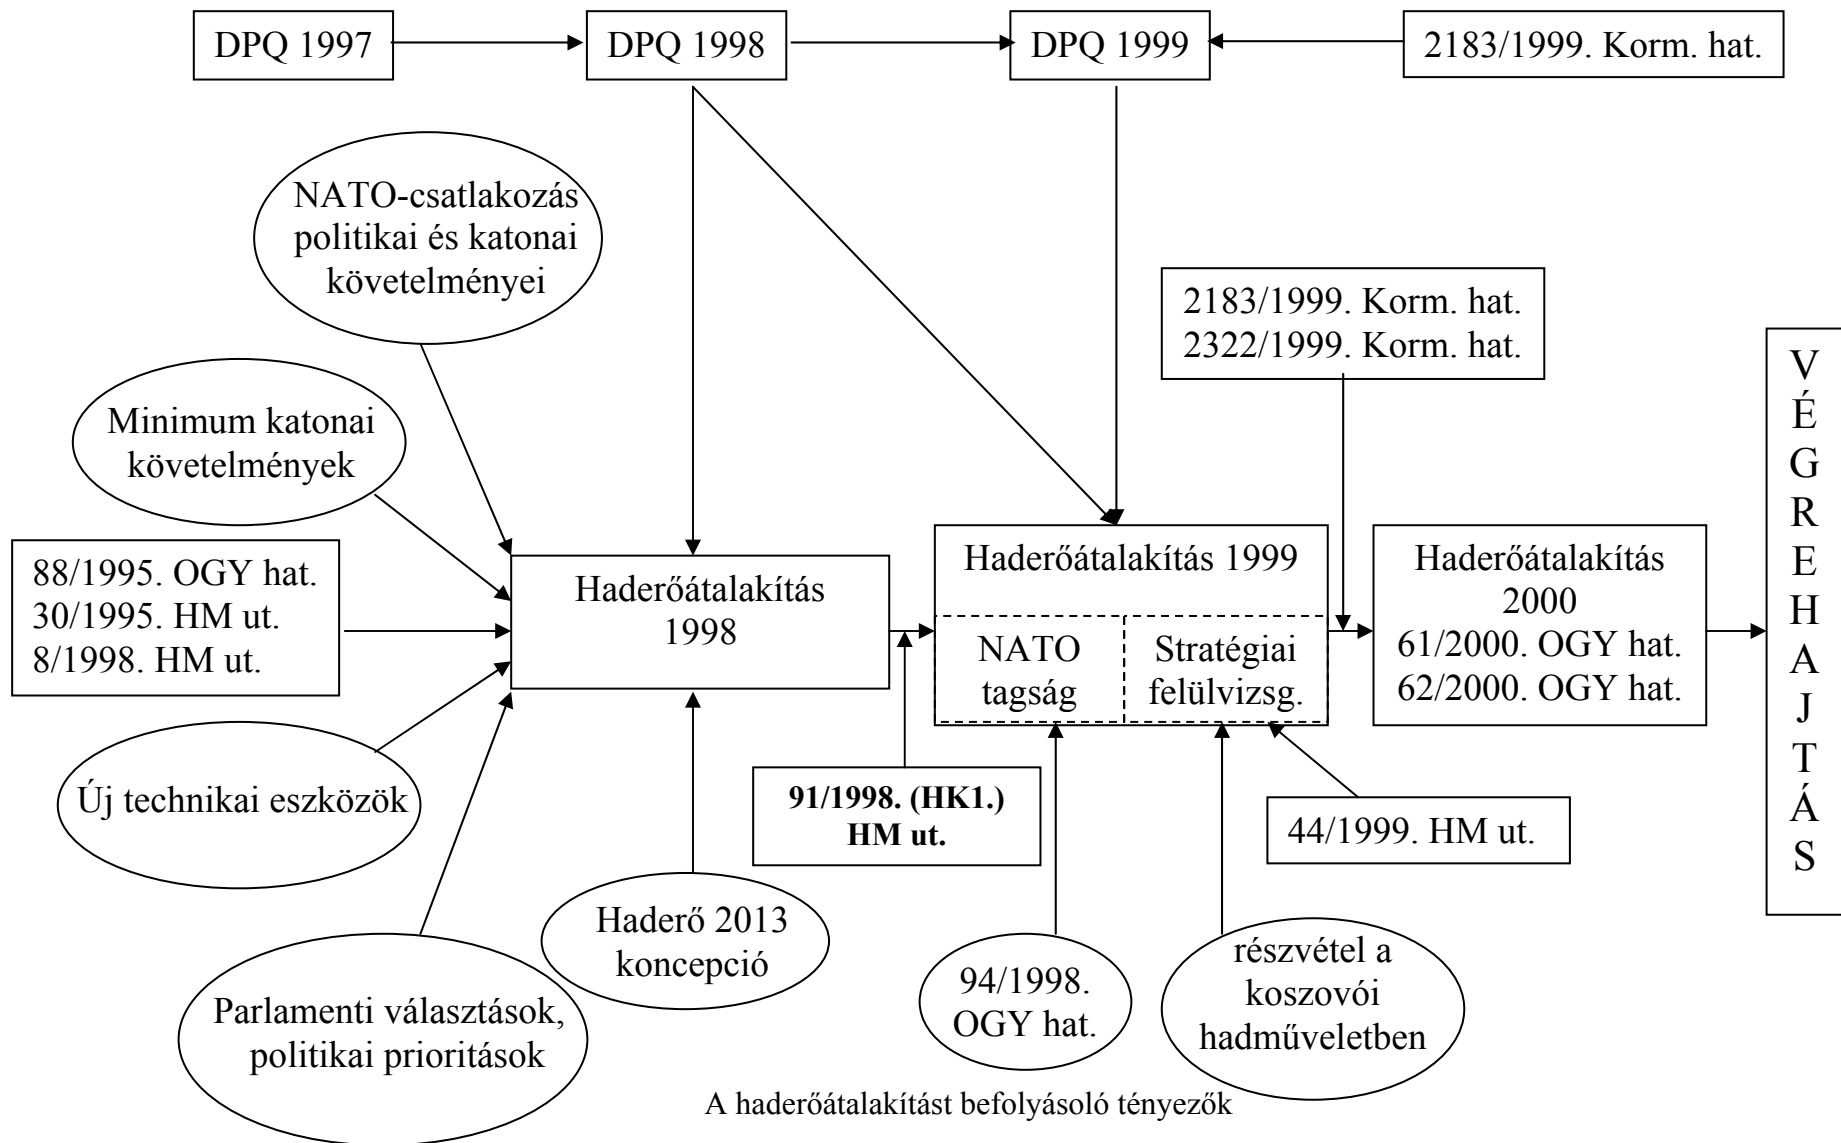 DPQ 1997
DPQ 1998
DPQ 1999
2183/1999. Korm. hat.
NATO-csatlakozás
politikai és katonai
követelményei
2183/1999. Korm. hat.
2322/1999. Korm. hat.
Minimum katonai
követelmények
88/1995. OGY hat.
30/1995. HM ut.
8/1998. HM ut.
Haderőátalakítás
1998
Haderőátalakítás 1999
NATO
tagság
Stratégiai
felülvizsg.
Haderőátalakítás
2000
61/2000. OGY hat.
62/2000. OGY hat.
V
É
G
R
E
H
A
J
T
Á
S
Új technikai eszközök
91/1998. (HK1.)
HM ut.
44/1999. HM ut.
Haderő 2013
koncepció
Parlamenti választások,
politikai prioritások
94/1998.
OGY hat.
részvétel a
koszovói
hadműveletben
A haderőátalakítást befolyásoló tényezők